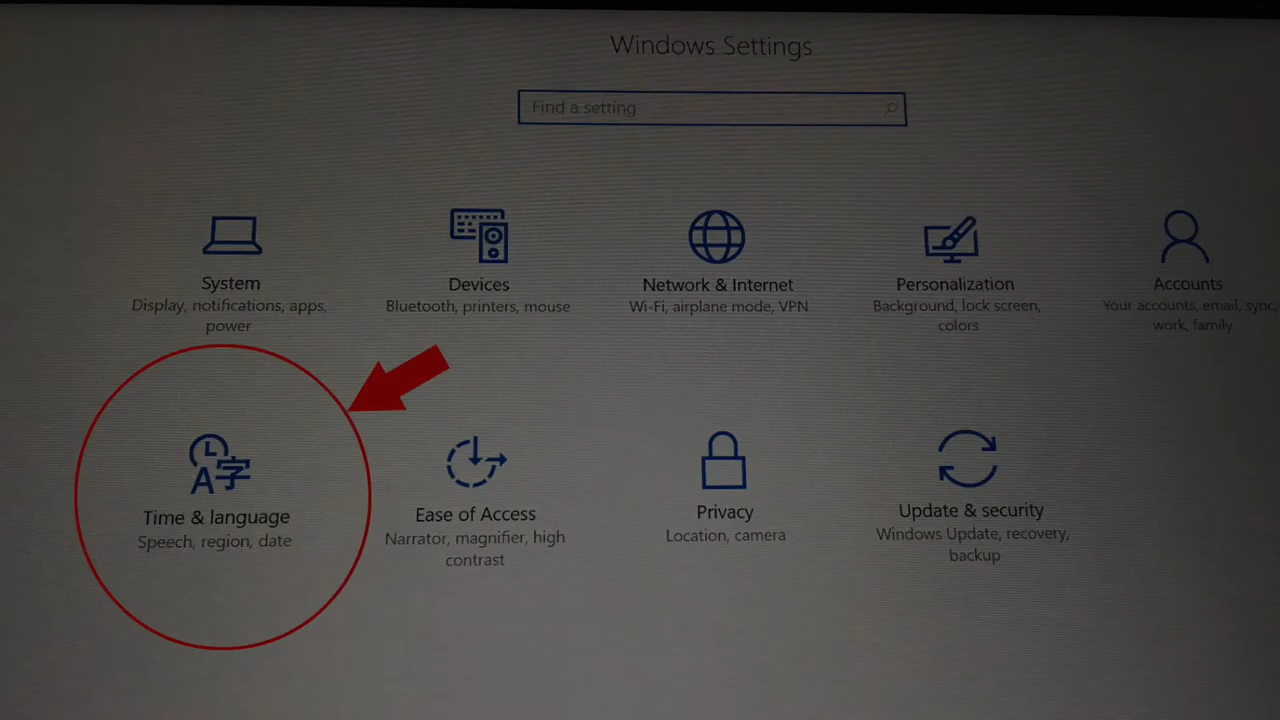 Windows Settings
Find a setting
System
Display, notifications, apps,
power
Devices
Bluetooth, printers, mouse
Network & Internet
Wi-Fi, airplane mode, VPN
Personalization
Background, lock screen,
colors
Accounts
Your accounts, email, sync,
work, family
Time & language
Speech, region, date
Ease of Access
Narrator, magnifier, high
contrast
Privacy
Location, camera
Update & security
Windows Update, recovery,
backup